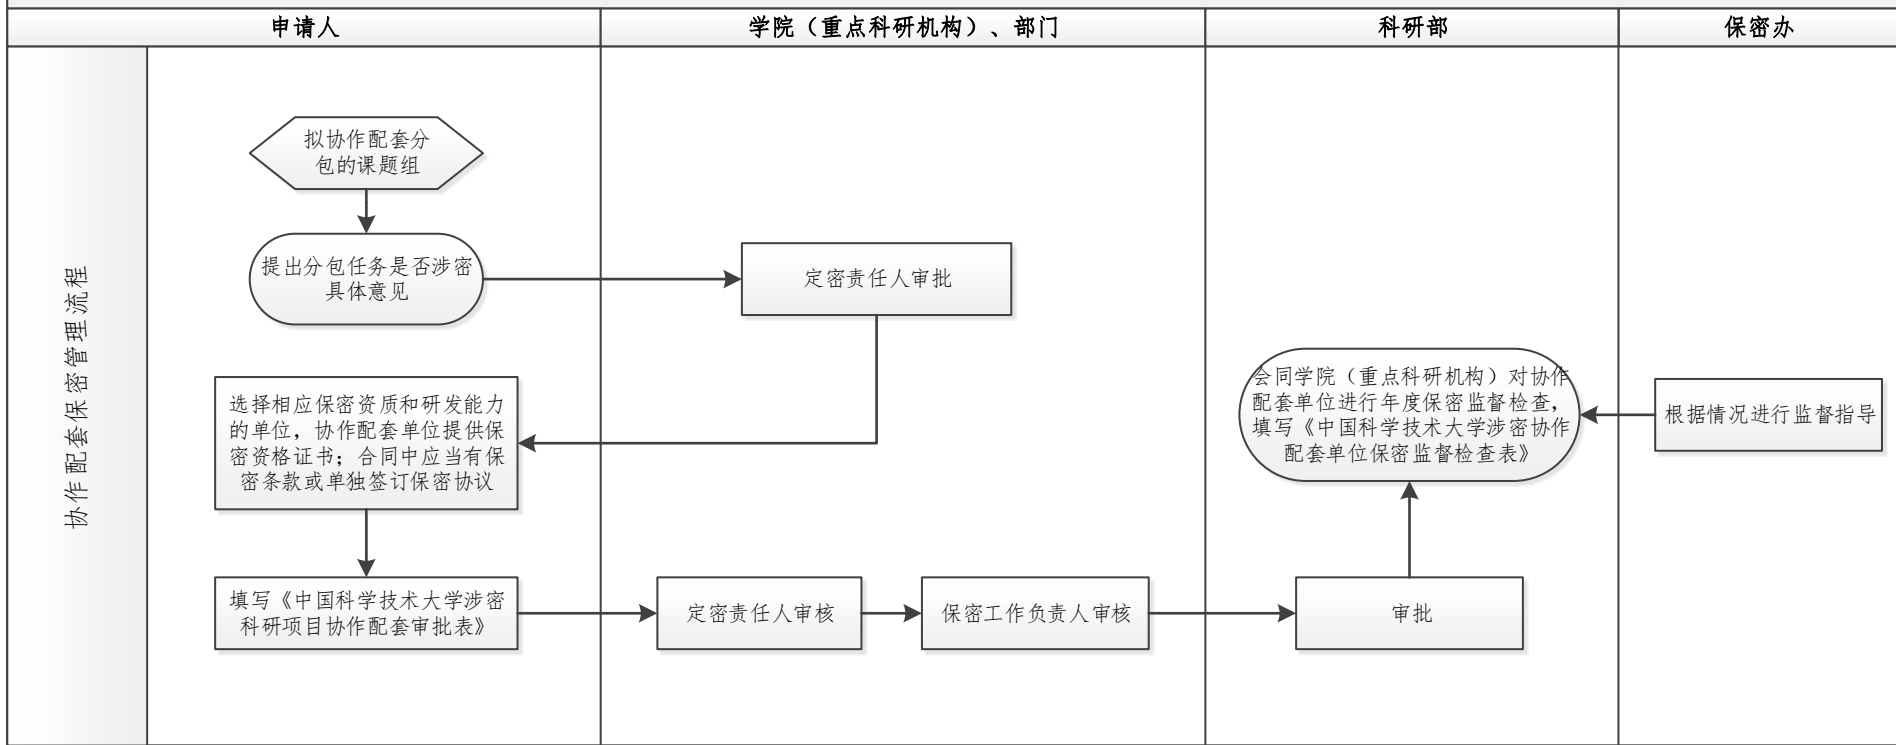 申请人
学院（重点科研机构）、部门
科研部
保密办
协作配套保密管理流程
拟协作配套分
包的课题组
提出分包任务是否涉密
具体意见
定密责任人审批
选择相应保密资质和研发能力
的单位，协作配套单位提供保
密资格证书；合同中应当有保
密条款或单独签订保密协议
填写《中国科学技术大学涉密
科研项目协作配套审批表》
定密责任人审核
保密工作负责人审核
审批
会同学院（重点科研机构）对协作
配套单位进行年度保密监督检查，
填写《中国科学技术大学涉密协作
配套单位保密监督检查表》
根据情况进行监督指导